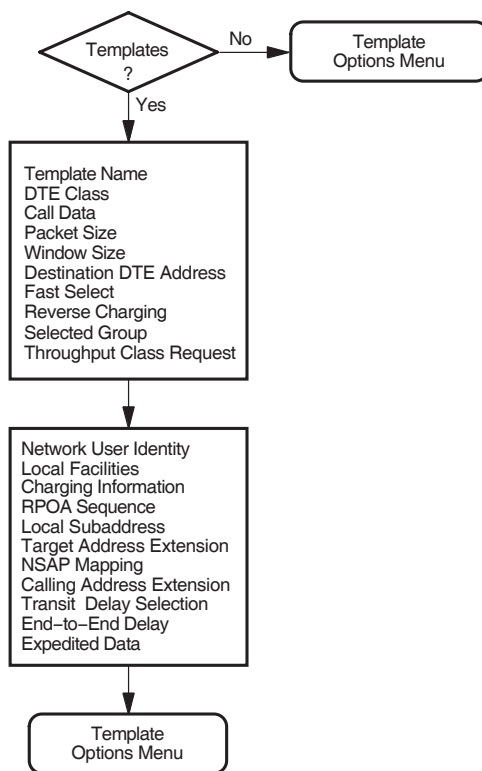 Templates
?
No
Template
Options Menu
Yes
Template Name
DTE Class
Call Data
Packet Size
Window Size
Destination DTE Address
Fast Select
Reverse Charging
Selected Group
Throughput Class Request
Network User Identity
Local Facilities
Charging Information
RPOA Sequence
Local Subaddress
Target Address Extension
NSAP Mapping
Calling Address Extension
Transit Delay Selection
End−to−End Delay
Expedited Data
Template
Options Menu